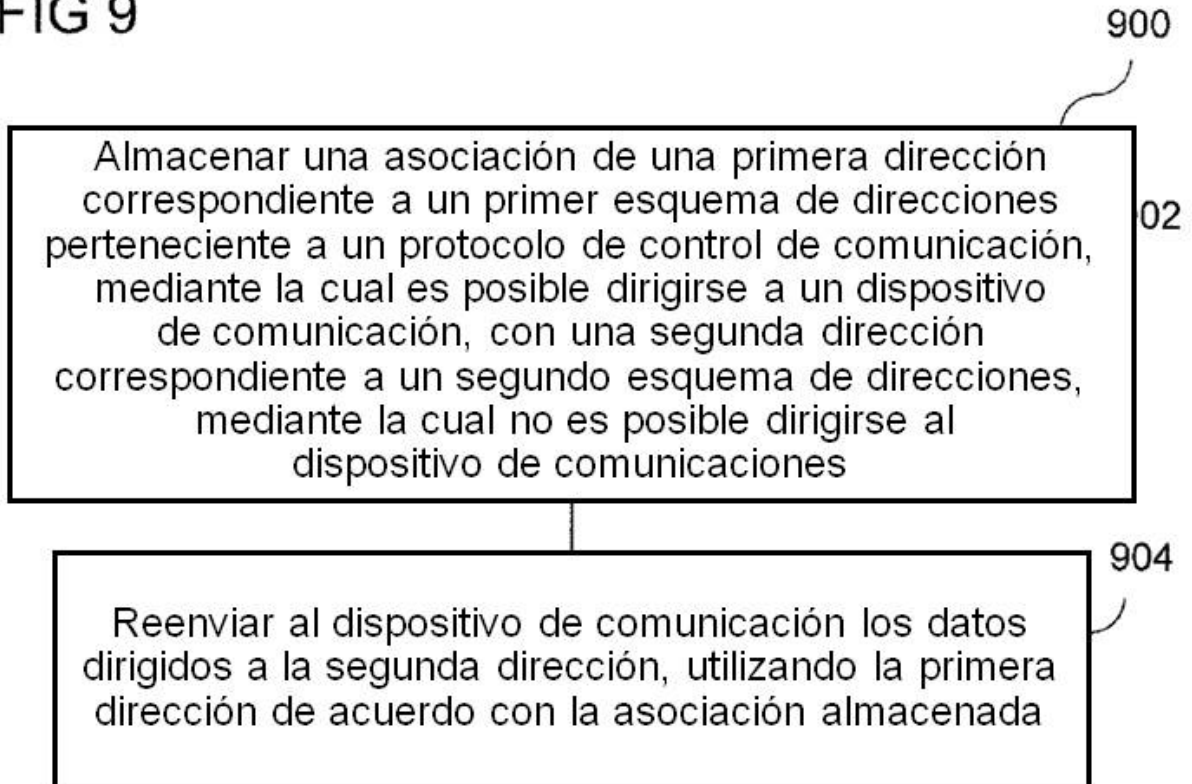 FIG 9
900
Almacenar una asociación de una primera dirección
correspondiente a un primer esquema de direcciones
perteneciente a un protocolo de control de comunicación,
mediante la cual es posible dirigirse a un dispositivo
de comunicación, con una segunda dirección
correspondiente a un segundo esquema de direcciones,
mediante la cual no es posible dirigirse al
dispositivo de comunicaciones
02
904
Reenviar al dispositivo de comunicación los datos
dirigidos a la segunda dirección, utilizando la primera
dirección de acuerdo con la asociación almacenada